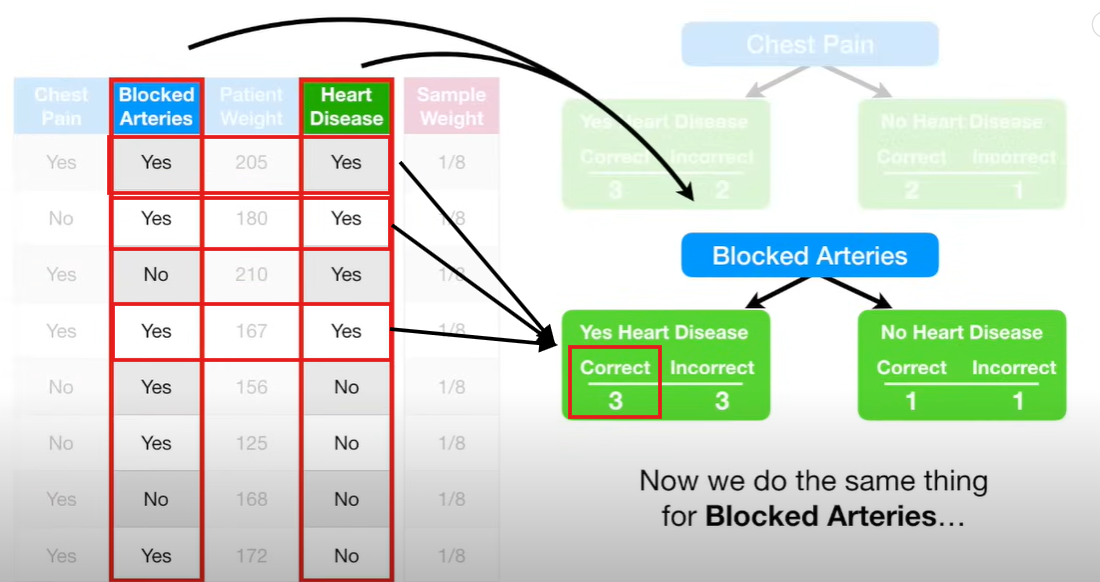 Chest Pain
Blocked Arteries
Patient Weight
Heart Disease
Sample Weight
Yes Yes 205 Yes 1/8
No Yes 180 Yes 1/8
Yes No 210 Yes 1/8
Yes Yes 167 Yes 1/8
No Yes 156 No 1/8
No Yes 125 No 1/8
Yes No 168 No 1/8
Yes Yes 172 No 1/8
Chest Pain
Yes Heart Disease
Correct Incorrect
3 2
No Heart Disease
Correct Incorrect
2 1
Blocked Arteries
Yes Heart Disease
Correct Incorrect
3 3
No Heart Disease
Correct Incorrect
1 1
Now we do the same thing
for Blocked Arteries…